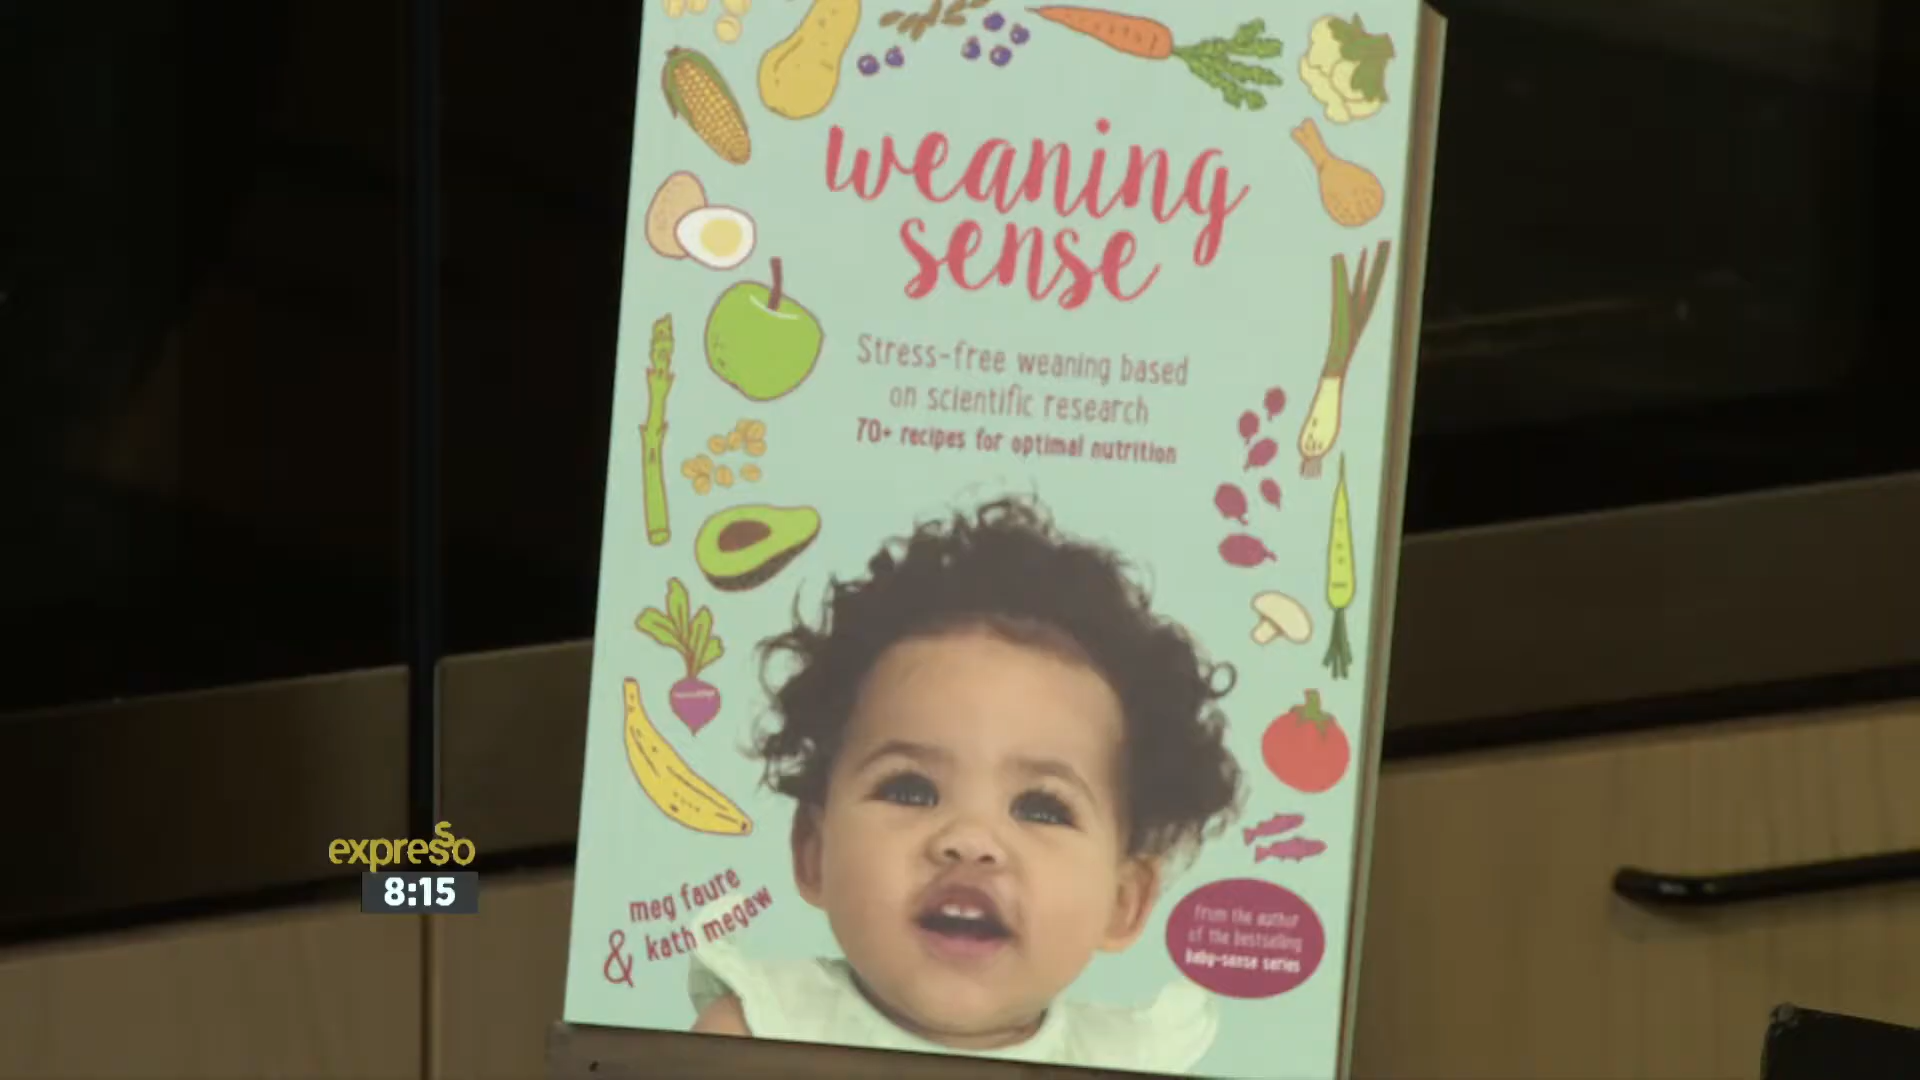 weaning
sense
Stress-free weaning based
on scientific research
70+ recipes for optimal nutrition
meg faure
& kath megaw
from the author
of the bestselling
baby-sense series
expresso
8:15